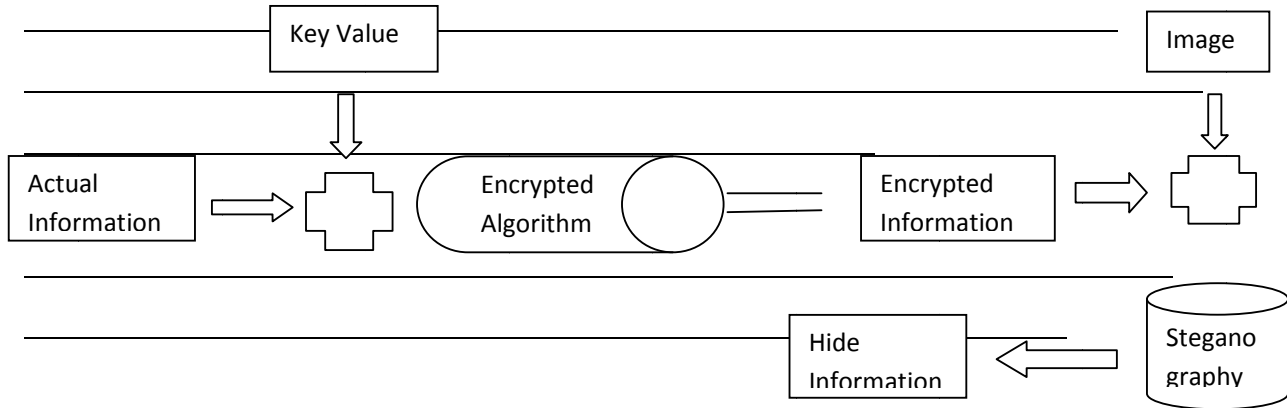 Key Value
Image
Actual
Information
Encrypted
Algorithm
Encrypted
Information
Stegano
graphy
Hide
Information